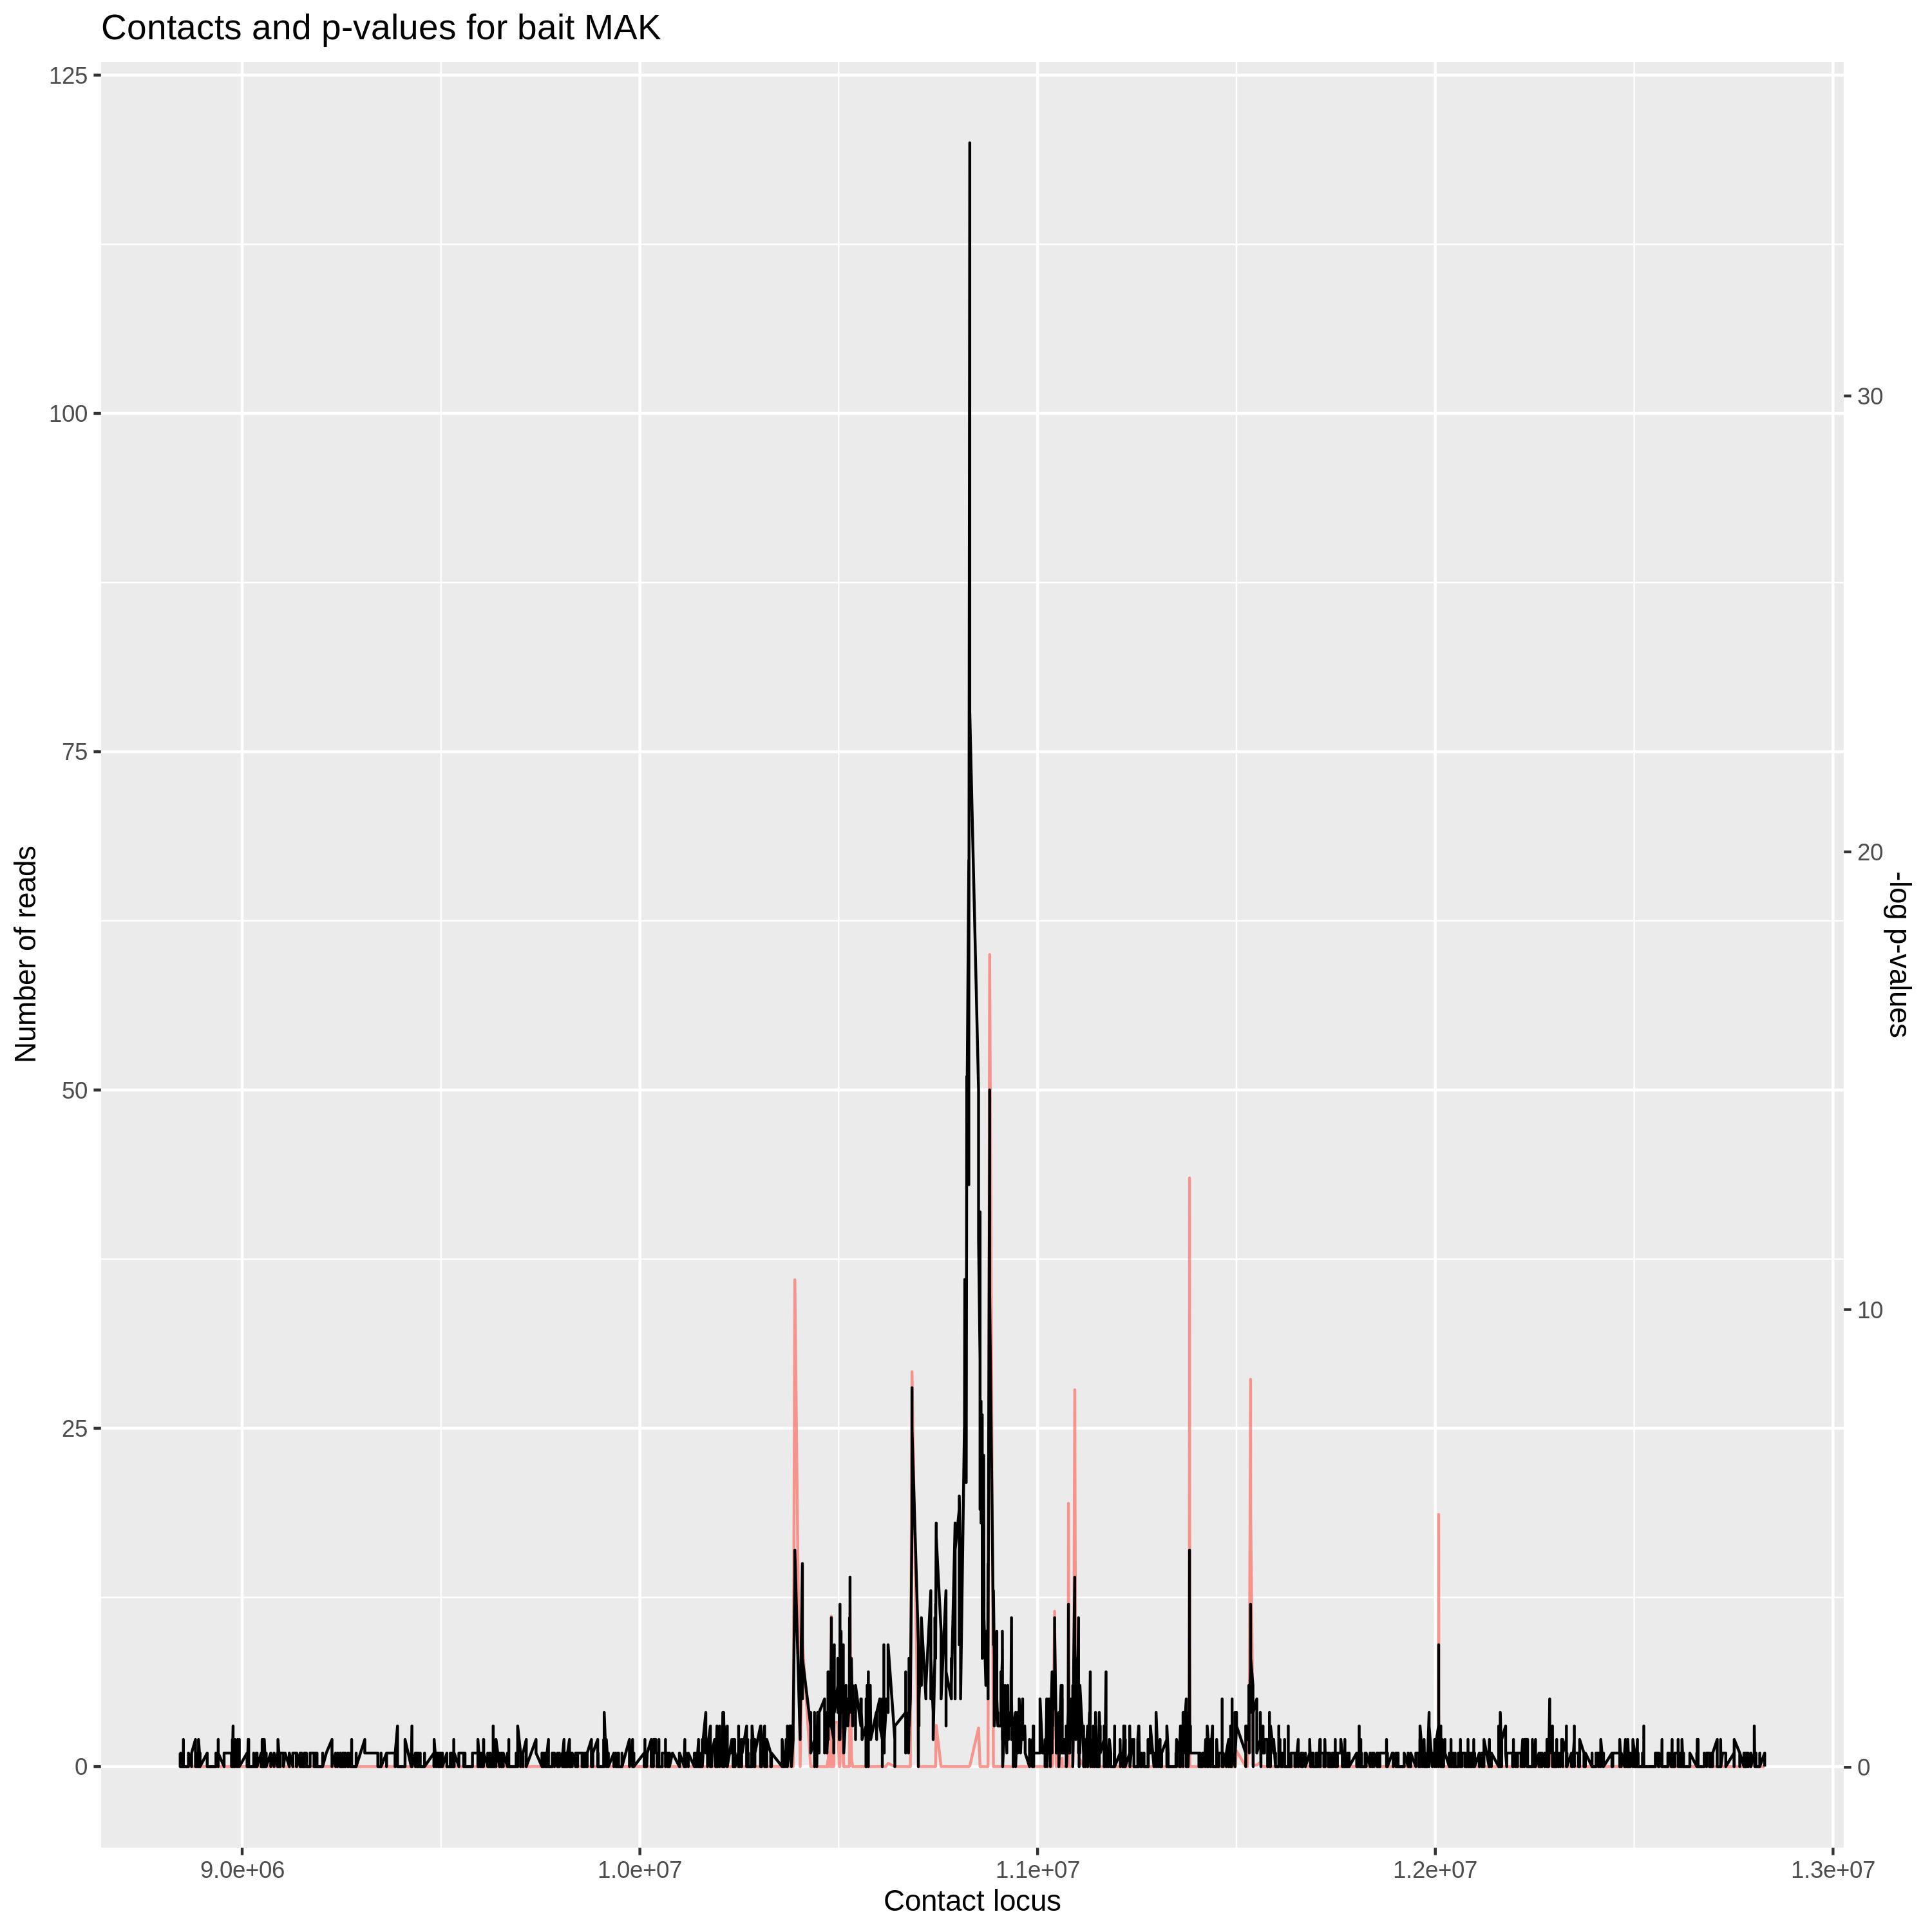 Contacts and p-values for bait MAK
125
100
75
50
25
0
30
20
10
0
Number of reads
-log p-values
9.0e+06 1.0e+07 1.1e+07 1.2e+07 1.3e+07
Contact locus